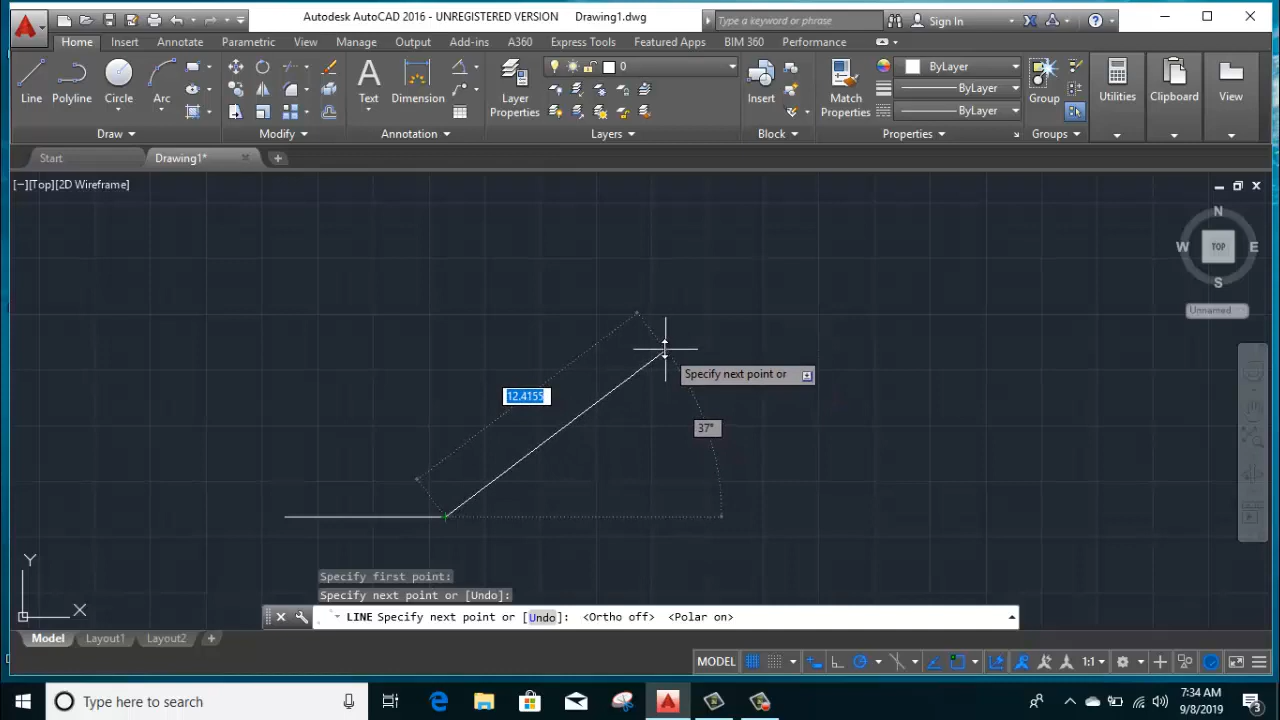 Autodesk AutoCAD 2016 - UNREGISTERED VERSION Drawing1.dwg
Type a keyword or phrase
Sign In
Home Insert Annotate Parametric View Manage Output Add-ins A360 Express Tools Featured Apps BIM 360 Performance
0
ByLayer
ByLayer
ByLayer
Line Polyline Circle Arc Text Dimension Layer Properties Insert Match Properties Group Utilities Clipboard View
Draw Modify Annotation Layers Block Properties Groups
Start Drawing1*
[−][Top][2D Wireframe]
N
W TOP E
S
Unnamed
Specify next point or
12.4155
37°
Y
X
Specify first point:
Specify next point or [Undo]:
LINE Specify next point or [Undo]: <Ortho off> <Polar on>
Model Layout1 Layout2
MODEL 1:1
Type here to search
7:34 AM
9/8/2019
3